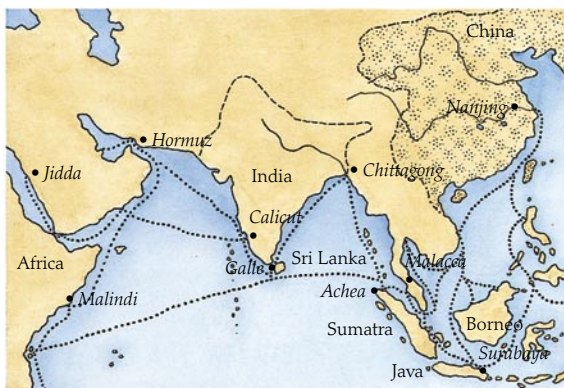 China
Nanjing
Hormuz
Jidda
India
Chittagong
Calicut
Africa
Galle
Sri Lanka
Malacca
Malindi
Achea
Sumatra
Borneo
Java
Surabaya